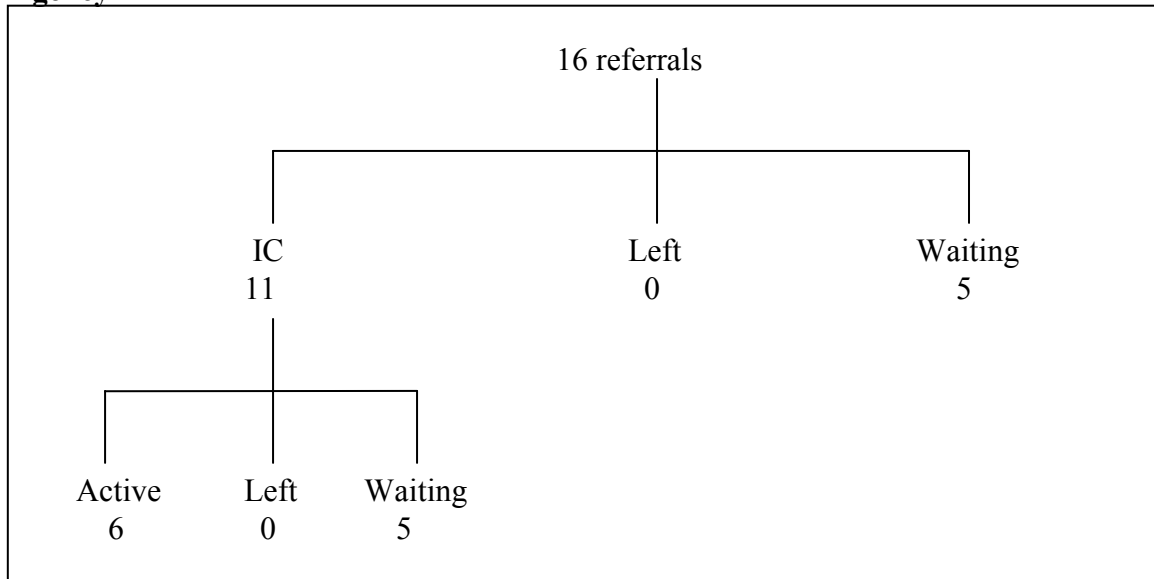 16 referrals
IC Left Waiting
11 0 5
Active Left Waiting
6 0 5